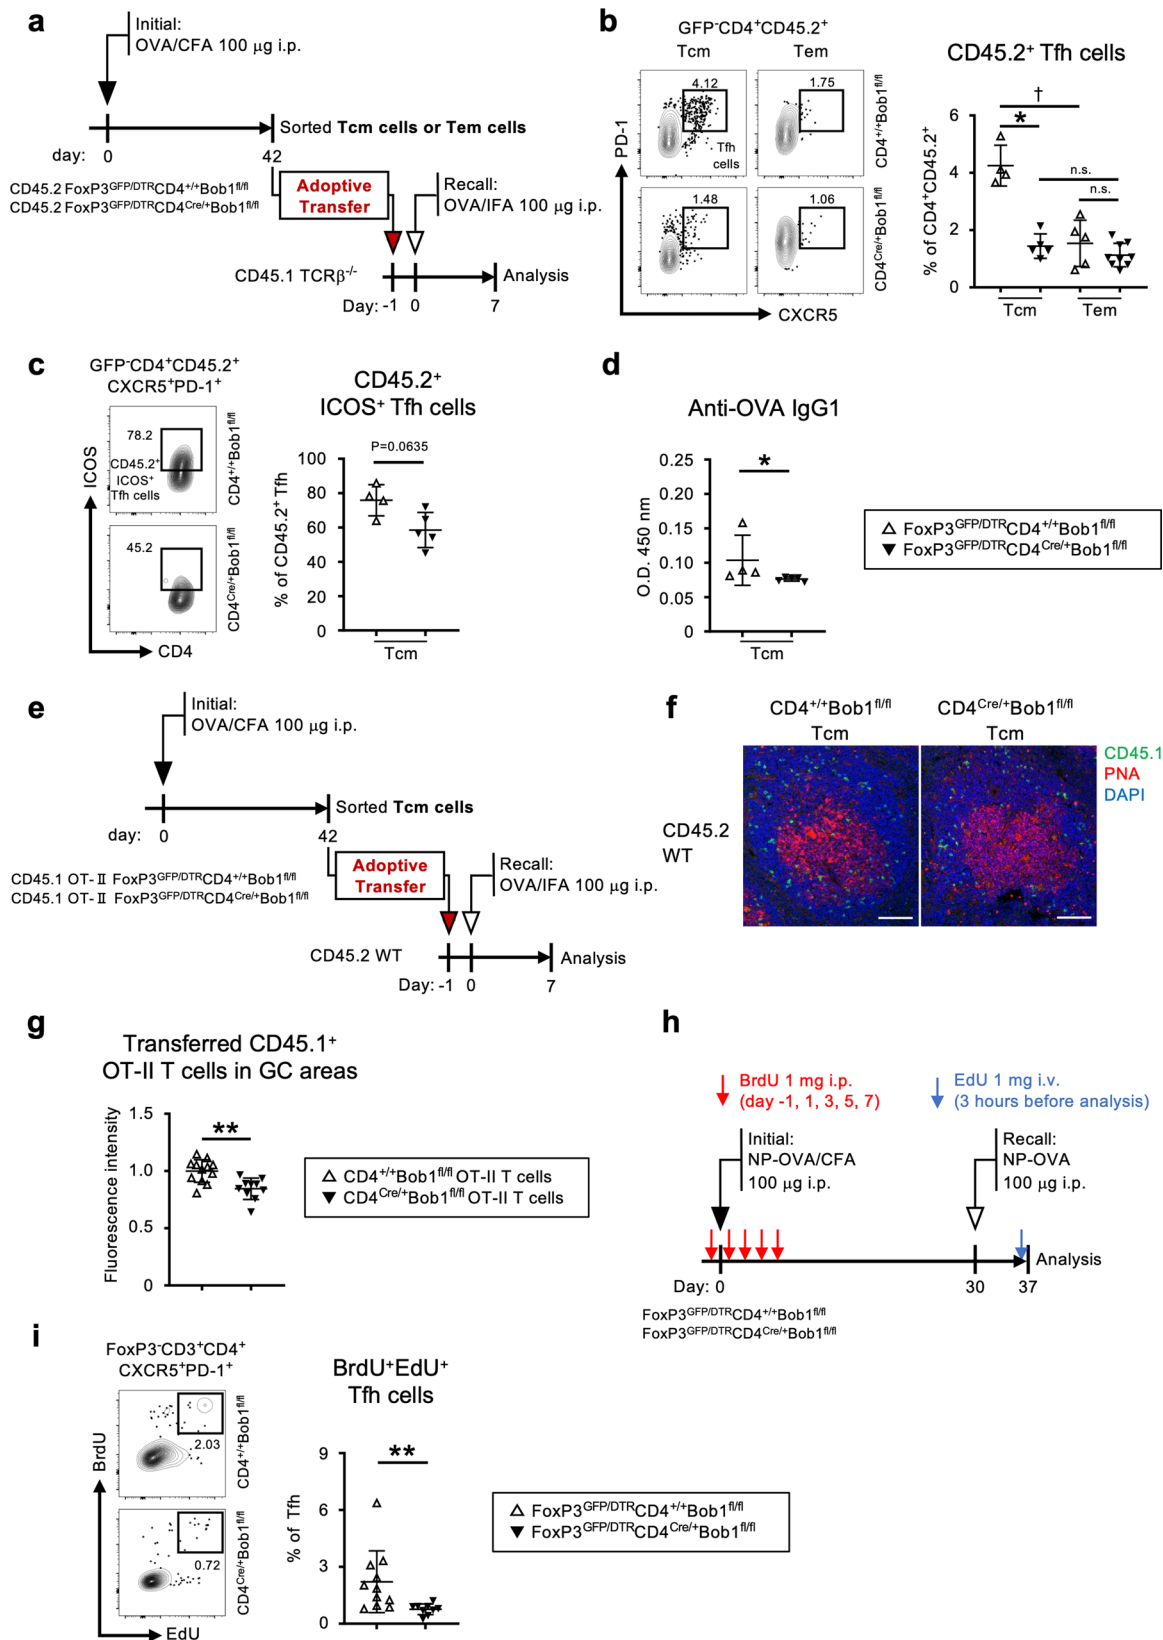 a
Initial:
OVA/CFA 100 μg i.p.
Sorted Tcm cells or Tem cells
day: 0 42
CD45.2 FoxP3GFP/DTRCD4+/+Bob1fl/fl
CD45.2 FoxP3GFP/DTRCD4Cre/+Bob1fl/fl
Adoptive
Transfer
Recall:
OVA/IFA 100 μg i.p.
CD45.1 TCRβ-/-
Analysis
Day: -1 0 7
b
GFP-CD4+CD45.2+
Tcm Tem
4.12
1.75
Tfh
cells
CD4+/+Bob1fl/fl
1.48
1.06
CD4Cre/+Bob1fl/fl
PD-1
CXCR5
CD45.2+ Tfh cells
% of CD4+CD45.2+
6
4
2
0
†
*
n.s.
n.s.
Tcm Tem
c
GFP-CD4+CD45.2+
CXCR5+PD-1+
78.2
CD45.2+
ICOS+
Tfh cells
CD4+/+Bob1fl/fl
45.2
CD4Cre/+Bob1fl/fl
ICOS
CD4
CD45.2+
ICOS+ Tfh cells
P=0.0635
% of CD45.2+ Tfh
100
80
60
40
20
0
Tcm
d
Anti-OVA IgG1
*
O.D. 450 nm
0.25
0.20
0.15
0.10
0.05
0
Tcm
FoxP3GFP/DTRCD4+/+Bob1fl/fl
FoxP3GFP/DTRCD4Cre/+Bob1fl/fl
e
Initial:
OVA/CFA 100 μg i.p.
Sorted Tcm cells
day: 0 42
CD45.1 OT-II FoxP3GFP/DTRCD4+/+Bob1fl/fl
CD45.1 OT-II FoxP3GFP/DTRCD4Cre/+Bob1fl/fl
Adoptive
Transfer
Recall:
OVA/IFA 100 μg i.p.
CD45.2 WT
Analysis
Day: -1 0 7
f
CD4+/+Bob1fl/fl CD4Cre/+Bob1fl/fl
Tcm Tcm
CD45.1
PNA
DAPI
CD45.2
WT
g
Transferred CD45.1+
OT-II T cells in GC areas
Fluorescence intensity
1.5
1.0
0.5
0
**
CD4+/+Bob1fl/fl OT-II T cells
CD4Cre/+Bob1fl/fl OT-II T cells
h
BrdU 1 mg i.p.
(day -1, 1, 3, 5, 7)
EdU 1 mg i.v.
(3 hours before analysis)
Initial:
NP-OVA/CFA
100 μg i.p.
Recall:
NP-OVA
100 μg i.p.
Analysis
Day: 0 30 37
FoxP3GFP/DTRCD4+/+Bob1fl/fl
FoxP3GFP/DTRCD4Cre/+Bob1fl/fl
i
FoxP3-CD3+CD4+
CXCR5+PD-1+
2.03
CD4+/+Bob1fl/fl
0.72
CD4Cre/+Bob1fl/fl
BrdU
EdU
BrdU+EdU+
Tfh cells
**
% of Tfh
9
6
3
0
FoxP3GFP/DTRCD4+/+Bob1fl/fl
FoxP3GFP/DTRCD4Cre/+Bob1fl/fl